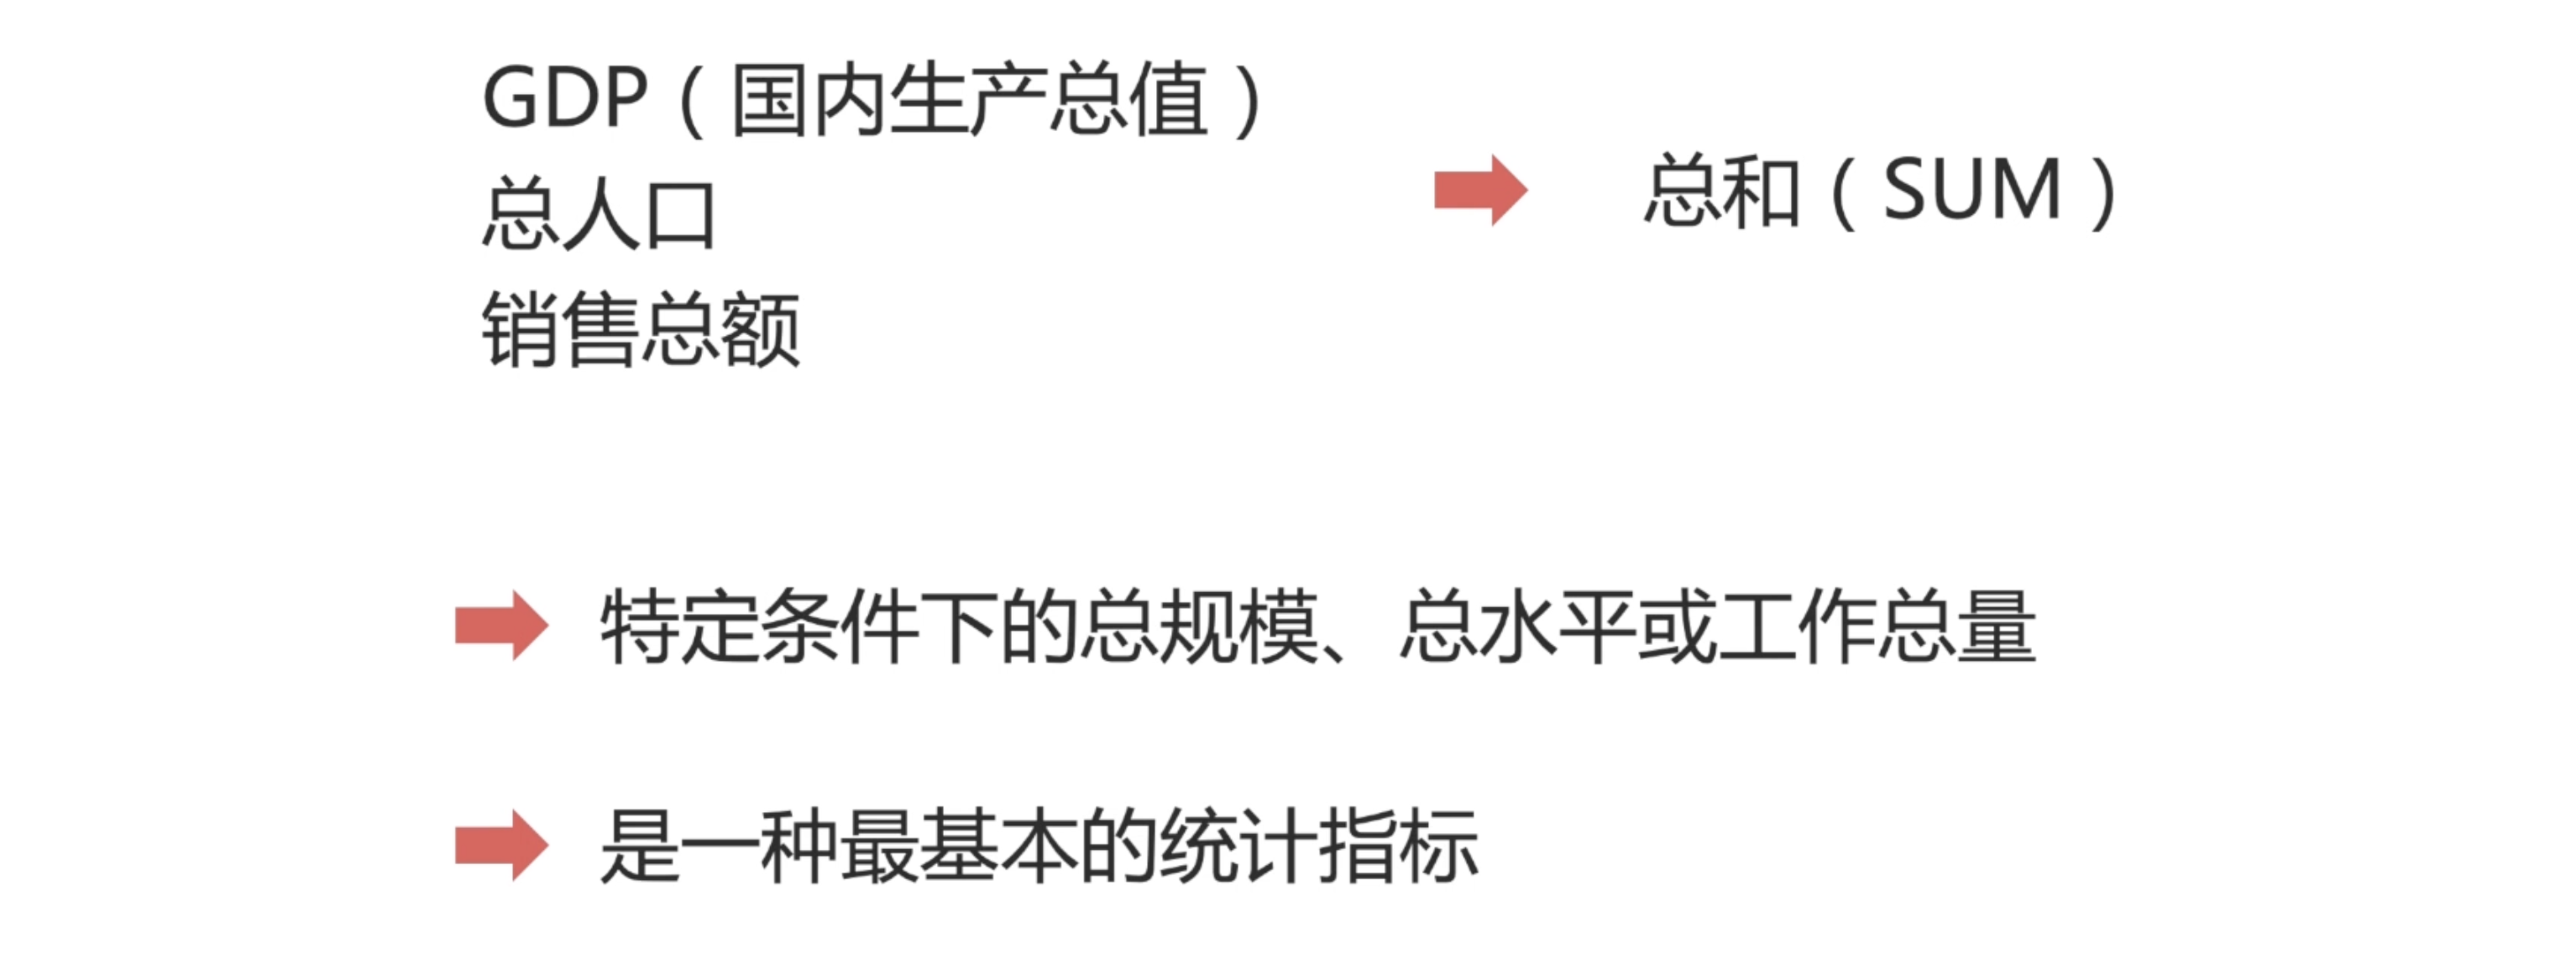 GDP（国内生产总值）
总人口
销售总额
总和（SUM）
特定条件下的总规模、总水平或工作总量
是一种最基本的统计指标